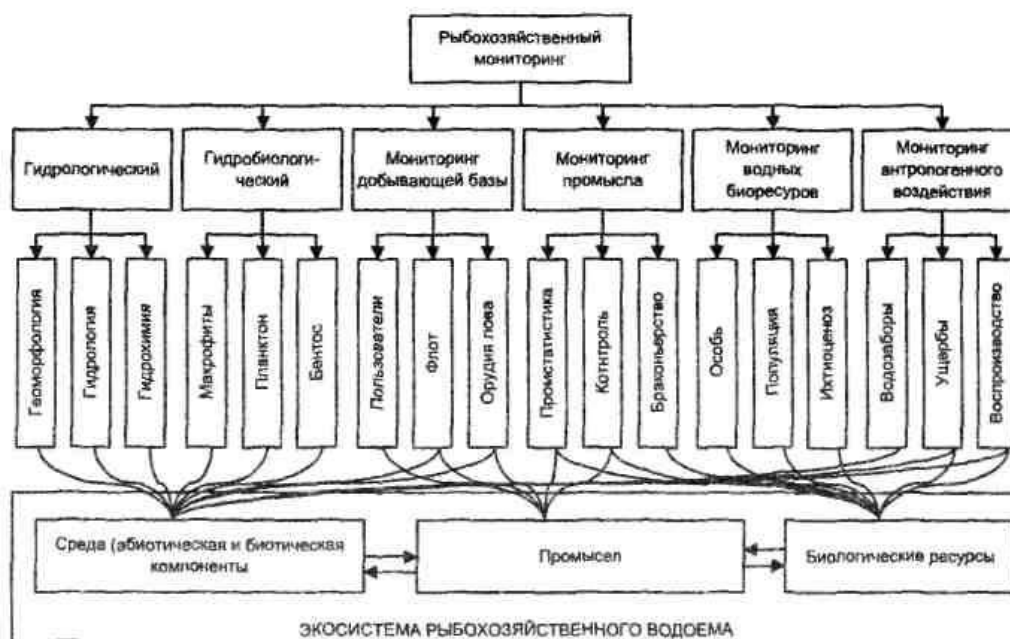 Рыбохозяйственный
мониторинг
Гидрологический
Гидробиологи-
ческий
Мониторинг
добывающей базы
Мониторинг
промысла
Мониторинг
водных
биоресуров
Мониторинг
антропогенного
воздействия
Геоморфология
Гидрология
Гидрохимия
Макрофиты
Планктон
Бентос
Пользователи
Флот
Орудия лова
Промстатистика
Котнтроль
Браконьерство
Особь
Популяция
Ихтиоценоз
Водозаборы
Ущербы
Воспроизводство
Среда (абиотическая и биотическая
компоненты
Промысел
Биологические ресурсы
ЭКОСИСТЕМА РЫБОХОЗЯЙСТВЕННОГО ВОДОЕМА